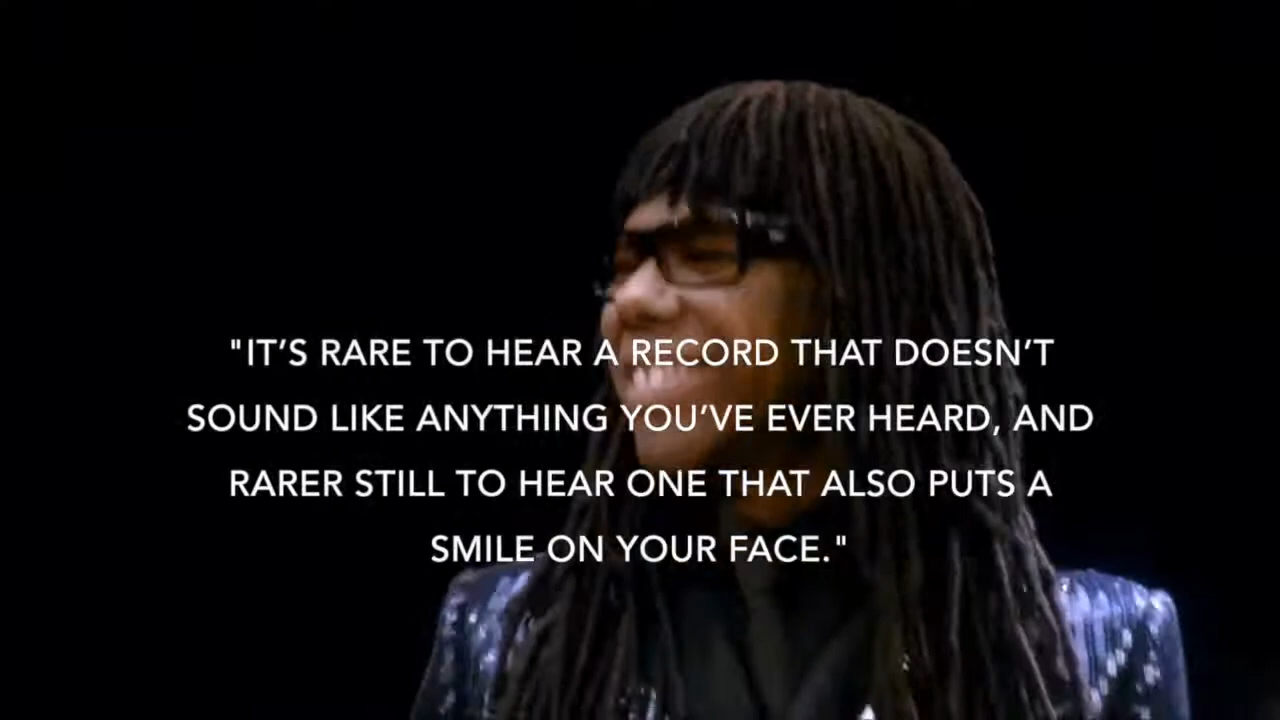 "IT’S RARE TO HEAR A RECORD THAT DOESN’T
SOUND LIKE ANYTHING YOU’VE EVER HEARD, AND
RARER STILL TO HEAR ONE THAT ALSO PUTS A
SMILE ON YOUR FACE."